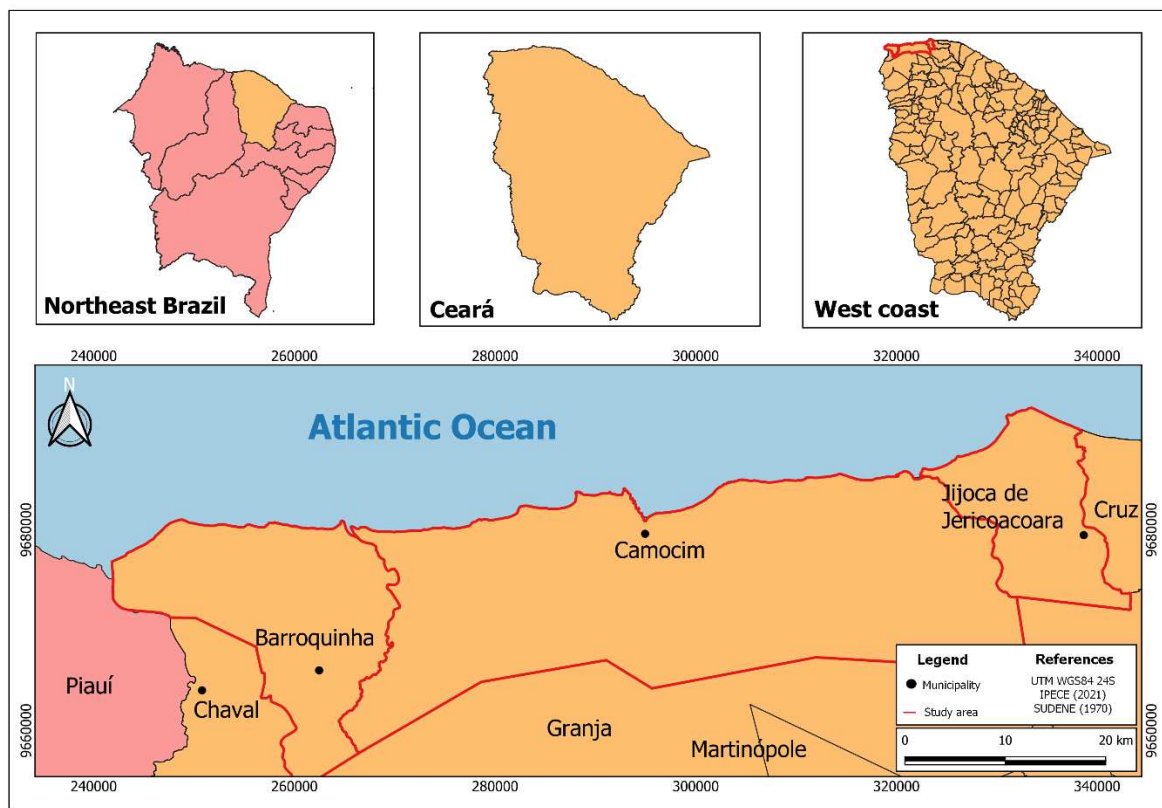 Northeast Brazil
Ceará
West coast
240000 260000 280000 300000 320000 340000
N
Atlantic Ocean
9680000
9680000
Jijoca de
Jericoacoara
Cruz
Camocim
Barroquinha
Piauí
Chaval
Granja
Martinópole
9660000
9660000
Legend
Municipality
Study area
References
UTM WGS84 24S
IPECE (2021)
SUDENE (1970)
0 10 20 km
240000 260000 280000 300000 320000 340000